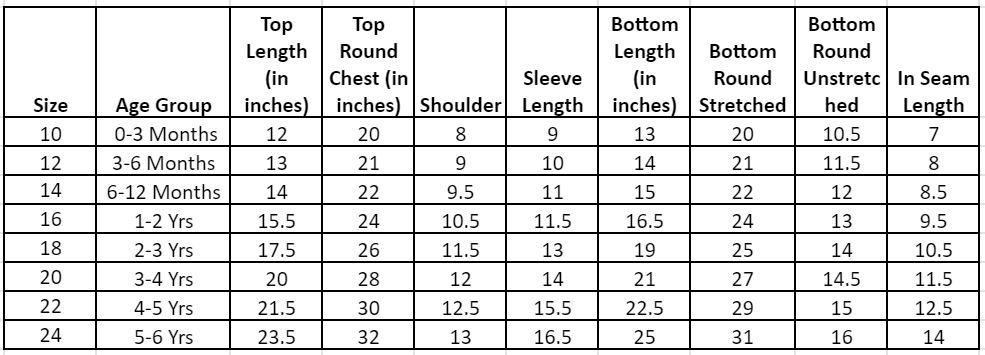 Size Age Group Top Length (in inches) Top Round Chest (in inches) Shoulder Sleeve Length Bottom Length (in inches) Bottom Round Stretched Bottom Round Unstretc hed In Seam Length
10 0-3 Months 12 20 8 9 13 20 10.5 7
12 3-6 Months 13 21 9 10 14 21 11.5 8
14 6-12 Months 14 22 9.5 11 15 22 12 8.5
16 1-2 Yrs 15.5 24 10.5 11.5 16.5 24 13 9.5
18 2-3 Yrs 17.5 26 11.5 13 19 25 14 10.5
20 3-4 Yrs 20 28 12 14 21 27 14.5 11.5
22 4-5 Yrs 21.5 30 12.5 15.5 22.5 29 15 12.5
24 5-6 Yrs 23.5 32 13 16.5 25 31 16 14